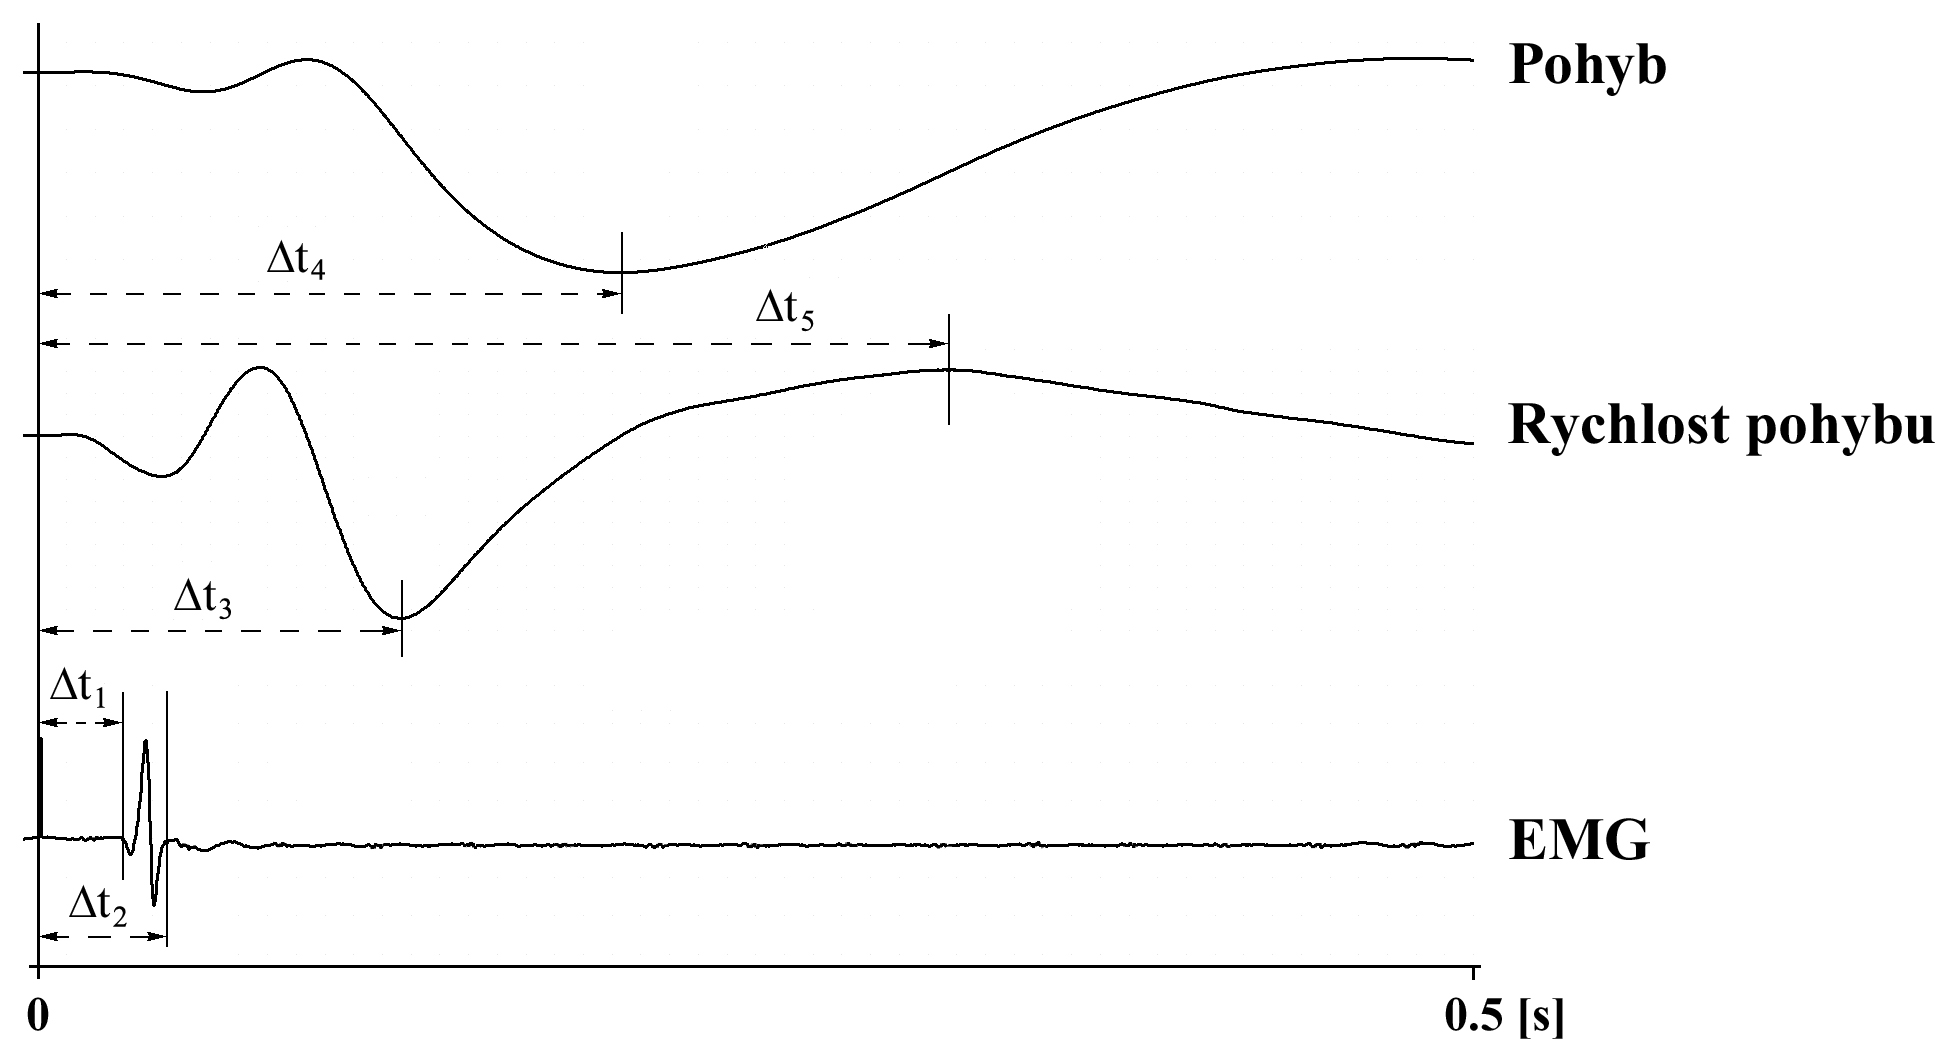 Pohyb
Δt4
Δt5
Rychlost pohybu
Δt3
Δt1
EMG
Δt2
0
0.5 [s]